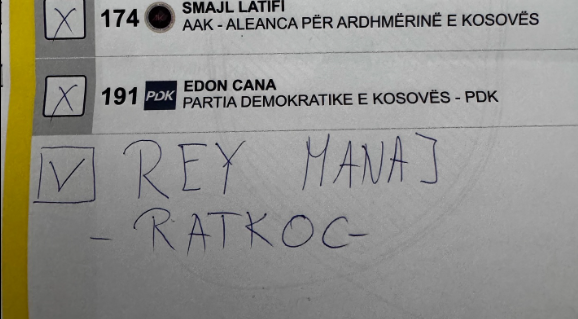 X 174 SMAJL LATIFI
AAK - ALEANCA PËR ARDHMËRINË E KOSOVËS
X 191 PDK EDON CANA
PARTIA DEMOKRATIKE E KOSOVËS - PDK
V REY MANAJ
- RATKOC-